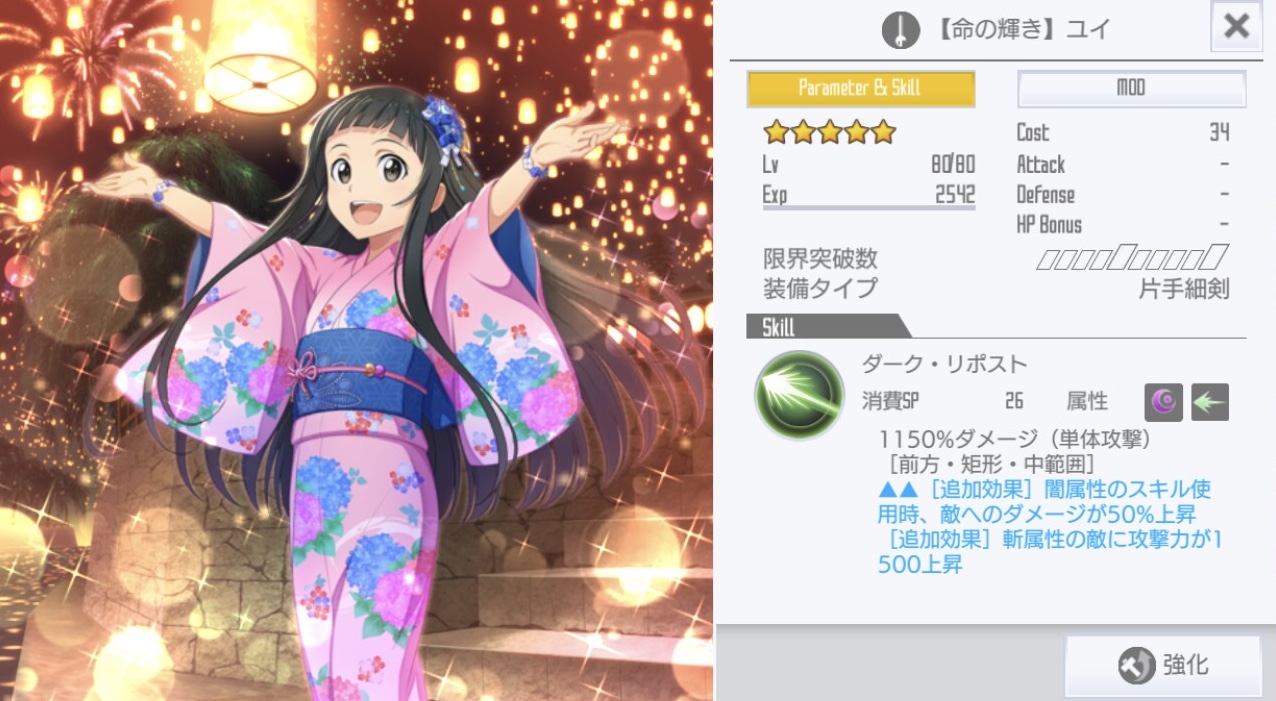 【命の輝き】ユイ
Parameter & Skill
MOD
Lv 80/80
Exp 2542
Cost 34
Attack -
Defense -
HP Bonus -
限界突破数
装備タイプ 片手細剣
Skill
ダーク・リポスト
消費SP 26 属性
1150%ダメージ（単体攻撃）
［前方・矩形・中範囲］
▲▲［追加効果］闇属性のスキル使
用時、敵へのダメージが50%上昇
［追加効果］斬属性の敵に攻撃力が1
500上昇
強化